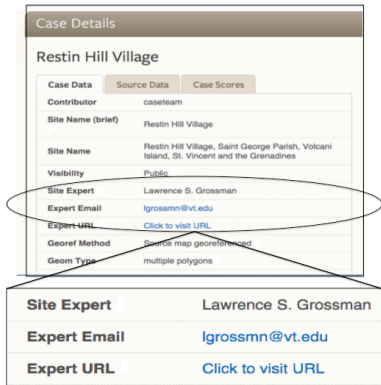 Case Details
Restin Hill Village
Case Data Source Data Case Scores
Contributor caseteam
Site Name (brief) Restin Hill Village
Site Name Restin Hill Village, Saint George Parish, Volcani
Island, St. Vincent and the Grenadines
Visibility Public
Site Expert Lawrence S. Grossman
Expert Email lgrossmn@vt.edu
Expert URL Click to visit URL
Georef Method Source map georeferenced
Geom Type multiple polygons
Site Expert Lawrence S. Grossman
Expert Email lgrossmn@vt.edu
Expert URL Click to visit URL